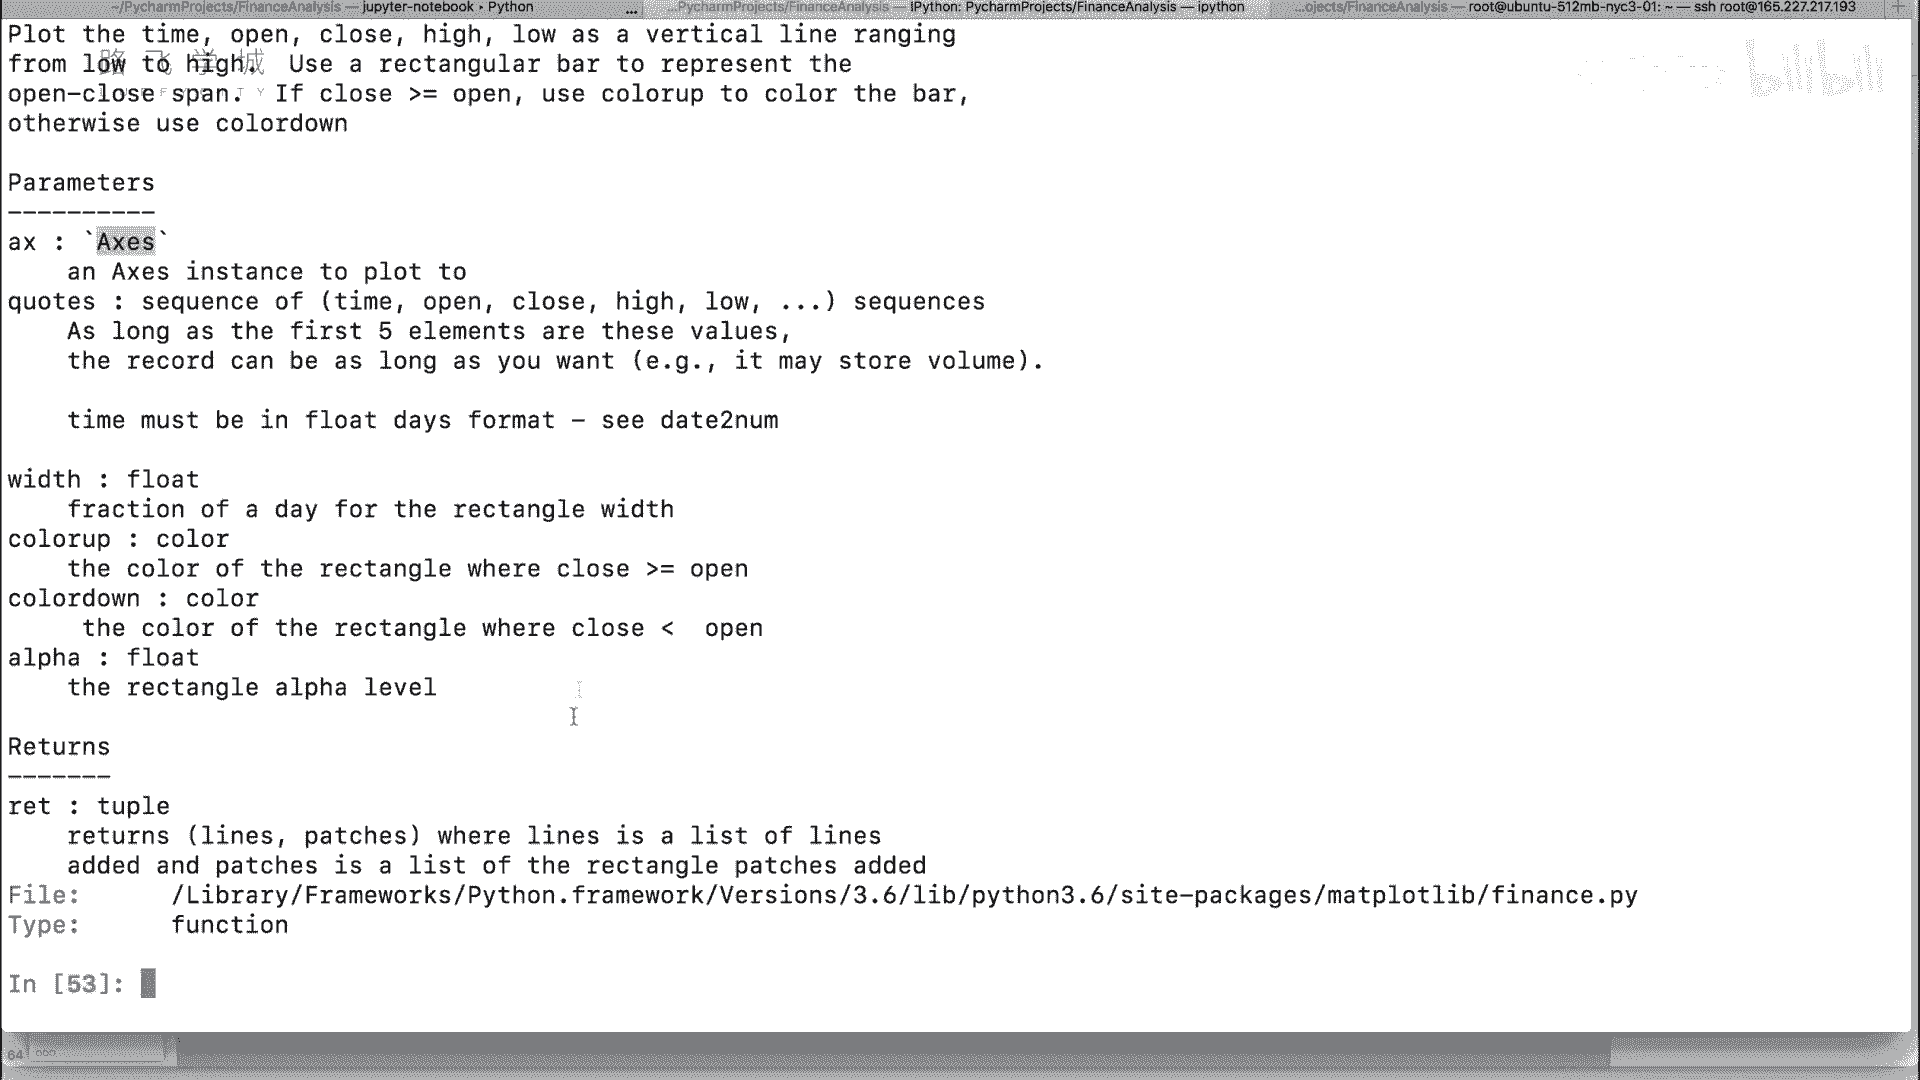 ~/PycharmProjects/FinanceAnalysis — jupyter-notebook ▸ Python ... ...PycharmProjects/FinanceAnalysis — IPython: PycharmProjects/FinanceAnalysis — ipython ...ojects/FinanceAnalysis — root@ubuntu-512mb-nyc3-01: ~ — ssh root@165.227.217.193 +
Plot the time, open, close, high, low as a vertical line ranging
路飞学城
bilibili
from low to high.  Use a rectangular bar to represent the
open-close span.  If close >= open, use colorup to color the bar,
otherwise use colordown
Parameters
----------
ax : `Axes`
an Axes instance to plot to
quotes : sequence of (time, open, close, high, low, ...) sequences
As long as the first 5 elements are these values,
the record can be as long as you want (e.g., it may store volume).
time must be in float days format - see date2num
width : float
fraction of a day for the rectangle width
colorup : color
the color of the rectangle where close >= open
colordown : color
the color of the rectangle where close <  open
alpha : float
the rectangle alpha level
Returns
-------
ret : tuple
returns (lines, patches) where lines is a list of lines
added and patches is a list of the rectangle patches added
File:      /Library/Frameworks/Python.framework/Versions/3.6/lib/python3.6/site-packages/matplotlib/finance.py
Type:      function
In [53]:
64